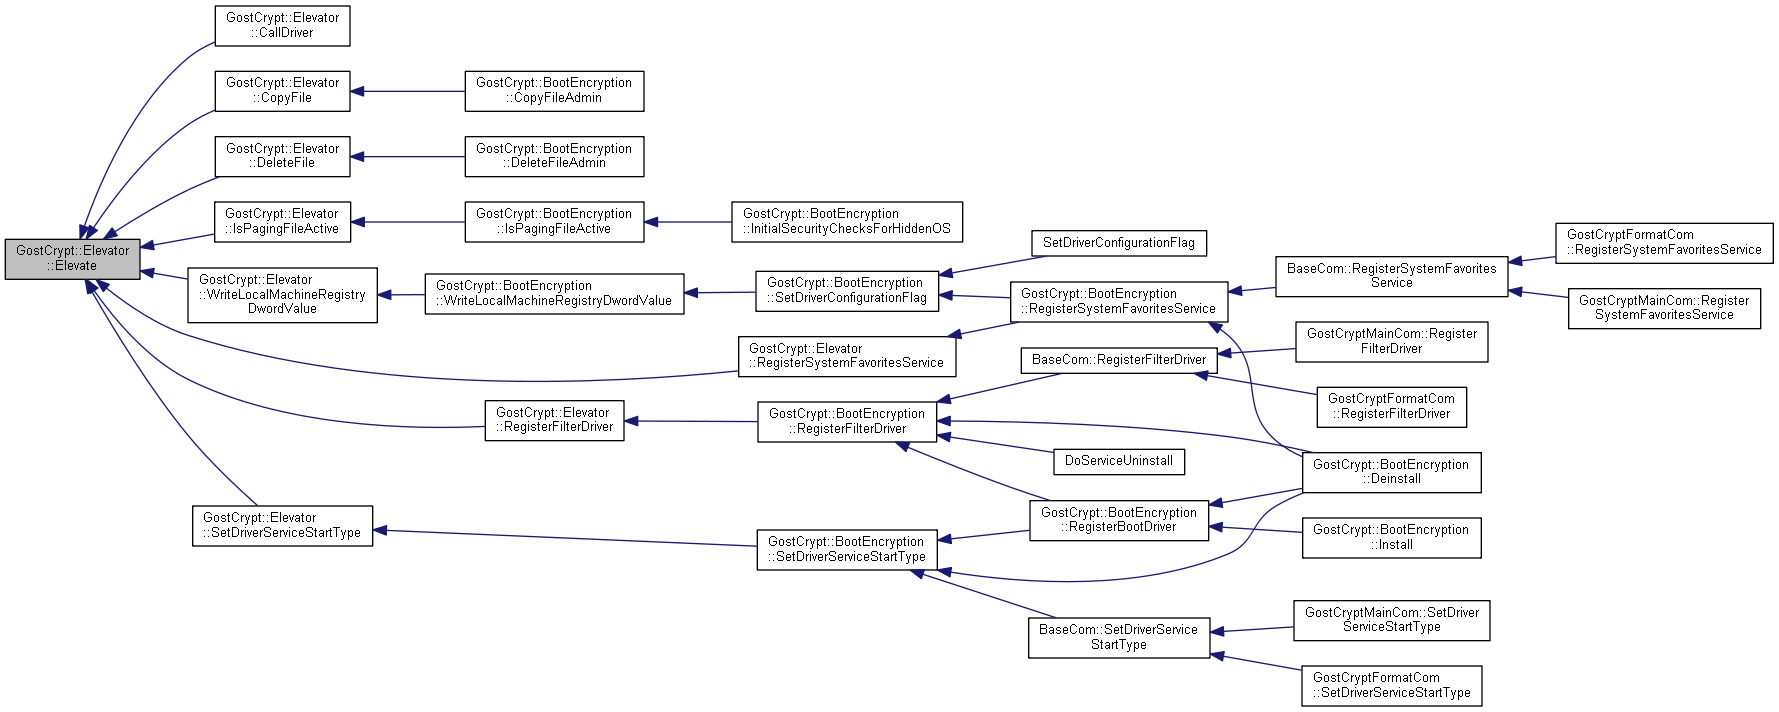 GostCrypt::Elevator
::Elevate
GostCrypt::Elevator
::CallDriver
GostCrypt::Elevator
::CopyFile
GostCrypt::Elevator
::DeleteFile
GostCrypt::Elevator
::IsPagingFileActive
GostCrypt::Elevator
::WriteLocalMachineRegistry
DwordValue
GostCrypt::Elevator
::SetDriverServiceStartType
GostCrypt::BootEncryption
::CopyFileAdmin
GostCrypt::BootEncryption
::DeleteFileAdmin
GostCrypt::BootEncryption
::IsPagingFileActive
GostCrypt::BootEncryption
::WriteLocalMachineRegistryDwordValue
GostCrypt::Elevator
::RegisterFilterDriver
GostCrypt::BootEncryption
::InitialSecurityChecksForHiddenOS
GostCrypt::BootEncryption
::SetDriverConfigurationFlag
GostCrypt::Elevator
::RegisterSystemFavoritesService
GostCrypt::BootEncryption
::RegisterFilterDriver
GostCrypt::BootEncryption
::SetDriverServiceStartType
SetDriverConfigurationFlag
GostCrypt::BootEncryption
::RegisterSystemFavoritesService
BaseCom::RegisterFilterDriver
DoServiceUninstall
GostCrypt::BootEncryption
::RegisterBootDriver
BaseCom::SetDriverService
StartType
BaseCom::RegisterSystemFavorites
Service
GostCryptMainCom::Register
FilterDriver
GostCryptFormatCom
::RegisterFilterDriver
GostCrypt::BootEncryption
::Deinstall
GostCrypt::BootEncryption
::Install
GostCryptMainCom::SetDriver
ServiceStartType
GostCryptFormatCom
::SetDriverServiceStartType
GostCryptFormatCom
::RegisterSystemFavoritesService
GostCryptMainCom::Register
SystemFavoritesService